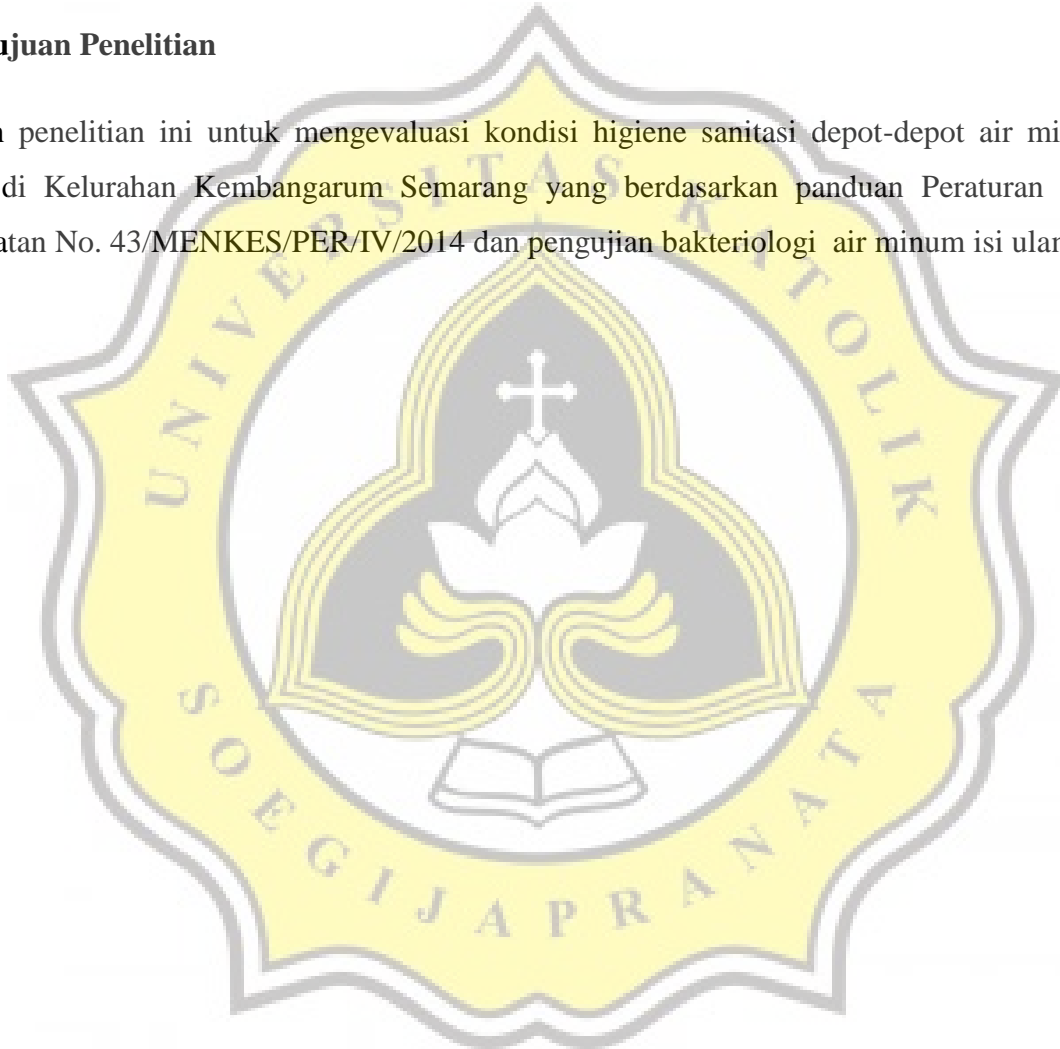 ujuan Penelitian
n penelitian ini untuk mengevaluasi kondisi higiene sanitasi depot-depot air mi
di Kelurahan Kembangarum Semarang yang berdasarkan panduan Peraturan
atan No. 43/MENKES/PER/IV/2014 dan pengujian bakteriologi air minum isi ular
UNIVERSITAS KATOLIK
SOEGIJAPRANATA